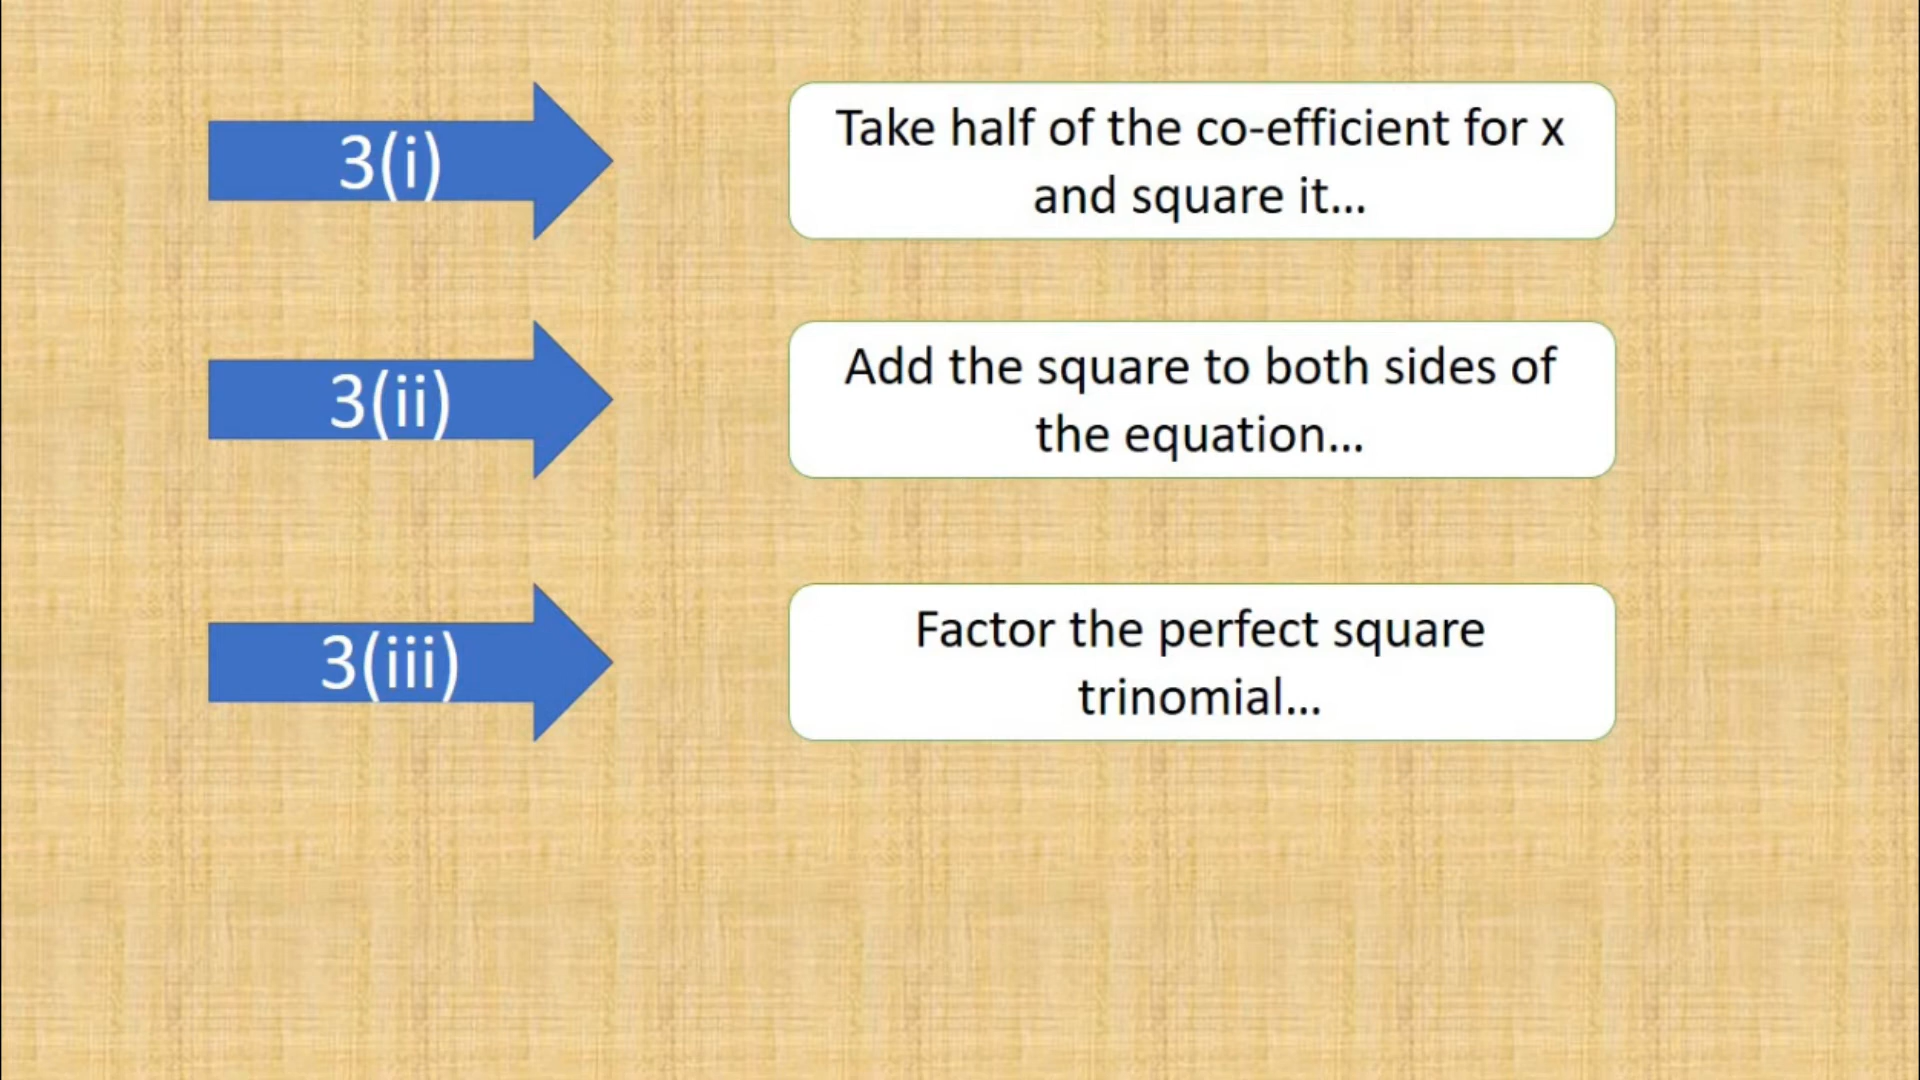 3(i)
Take half of the co-efficient for x
and square it...
3(ii)
Add the square to both sides of
the equation...
3(iii)
Factor the perfect square
trinomial...